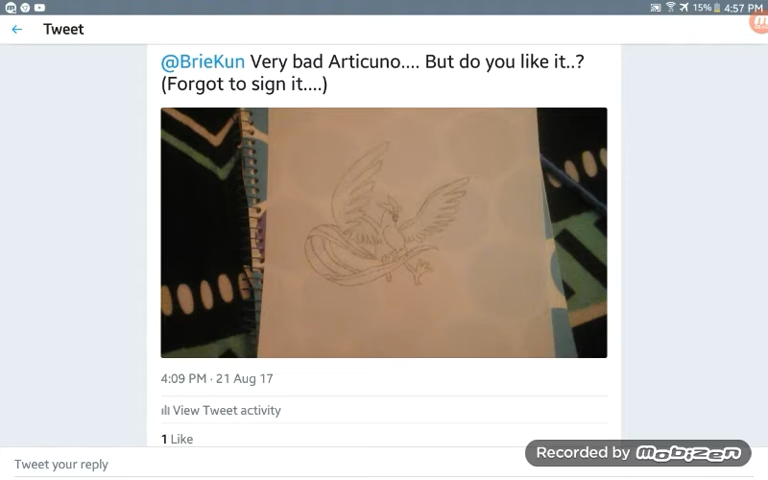 15% 4:57 PM
Tweet
@BrieKun Very bad Articuno.... But do you like it..?
(Forgot to sign it....)
4:09 PM · 21 Aug 17
View Tweet activity
1 Like
Tweet your reply
Recorded by mobizen